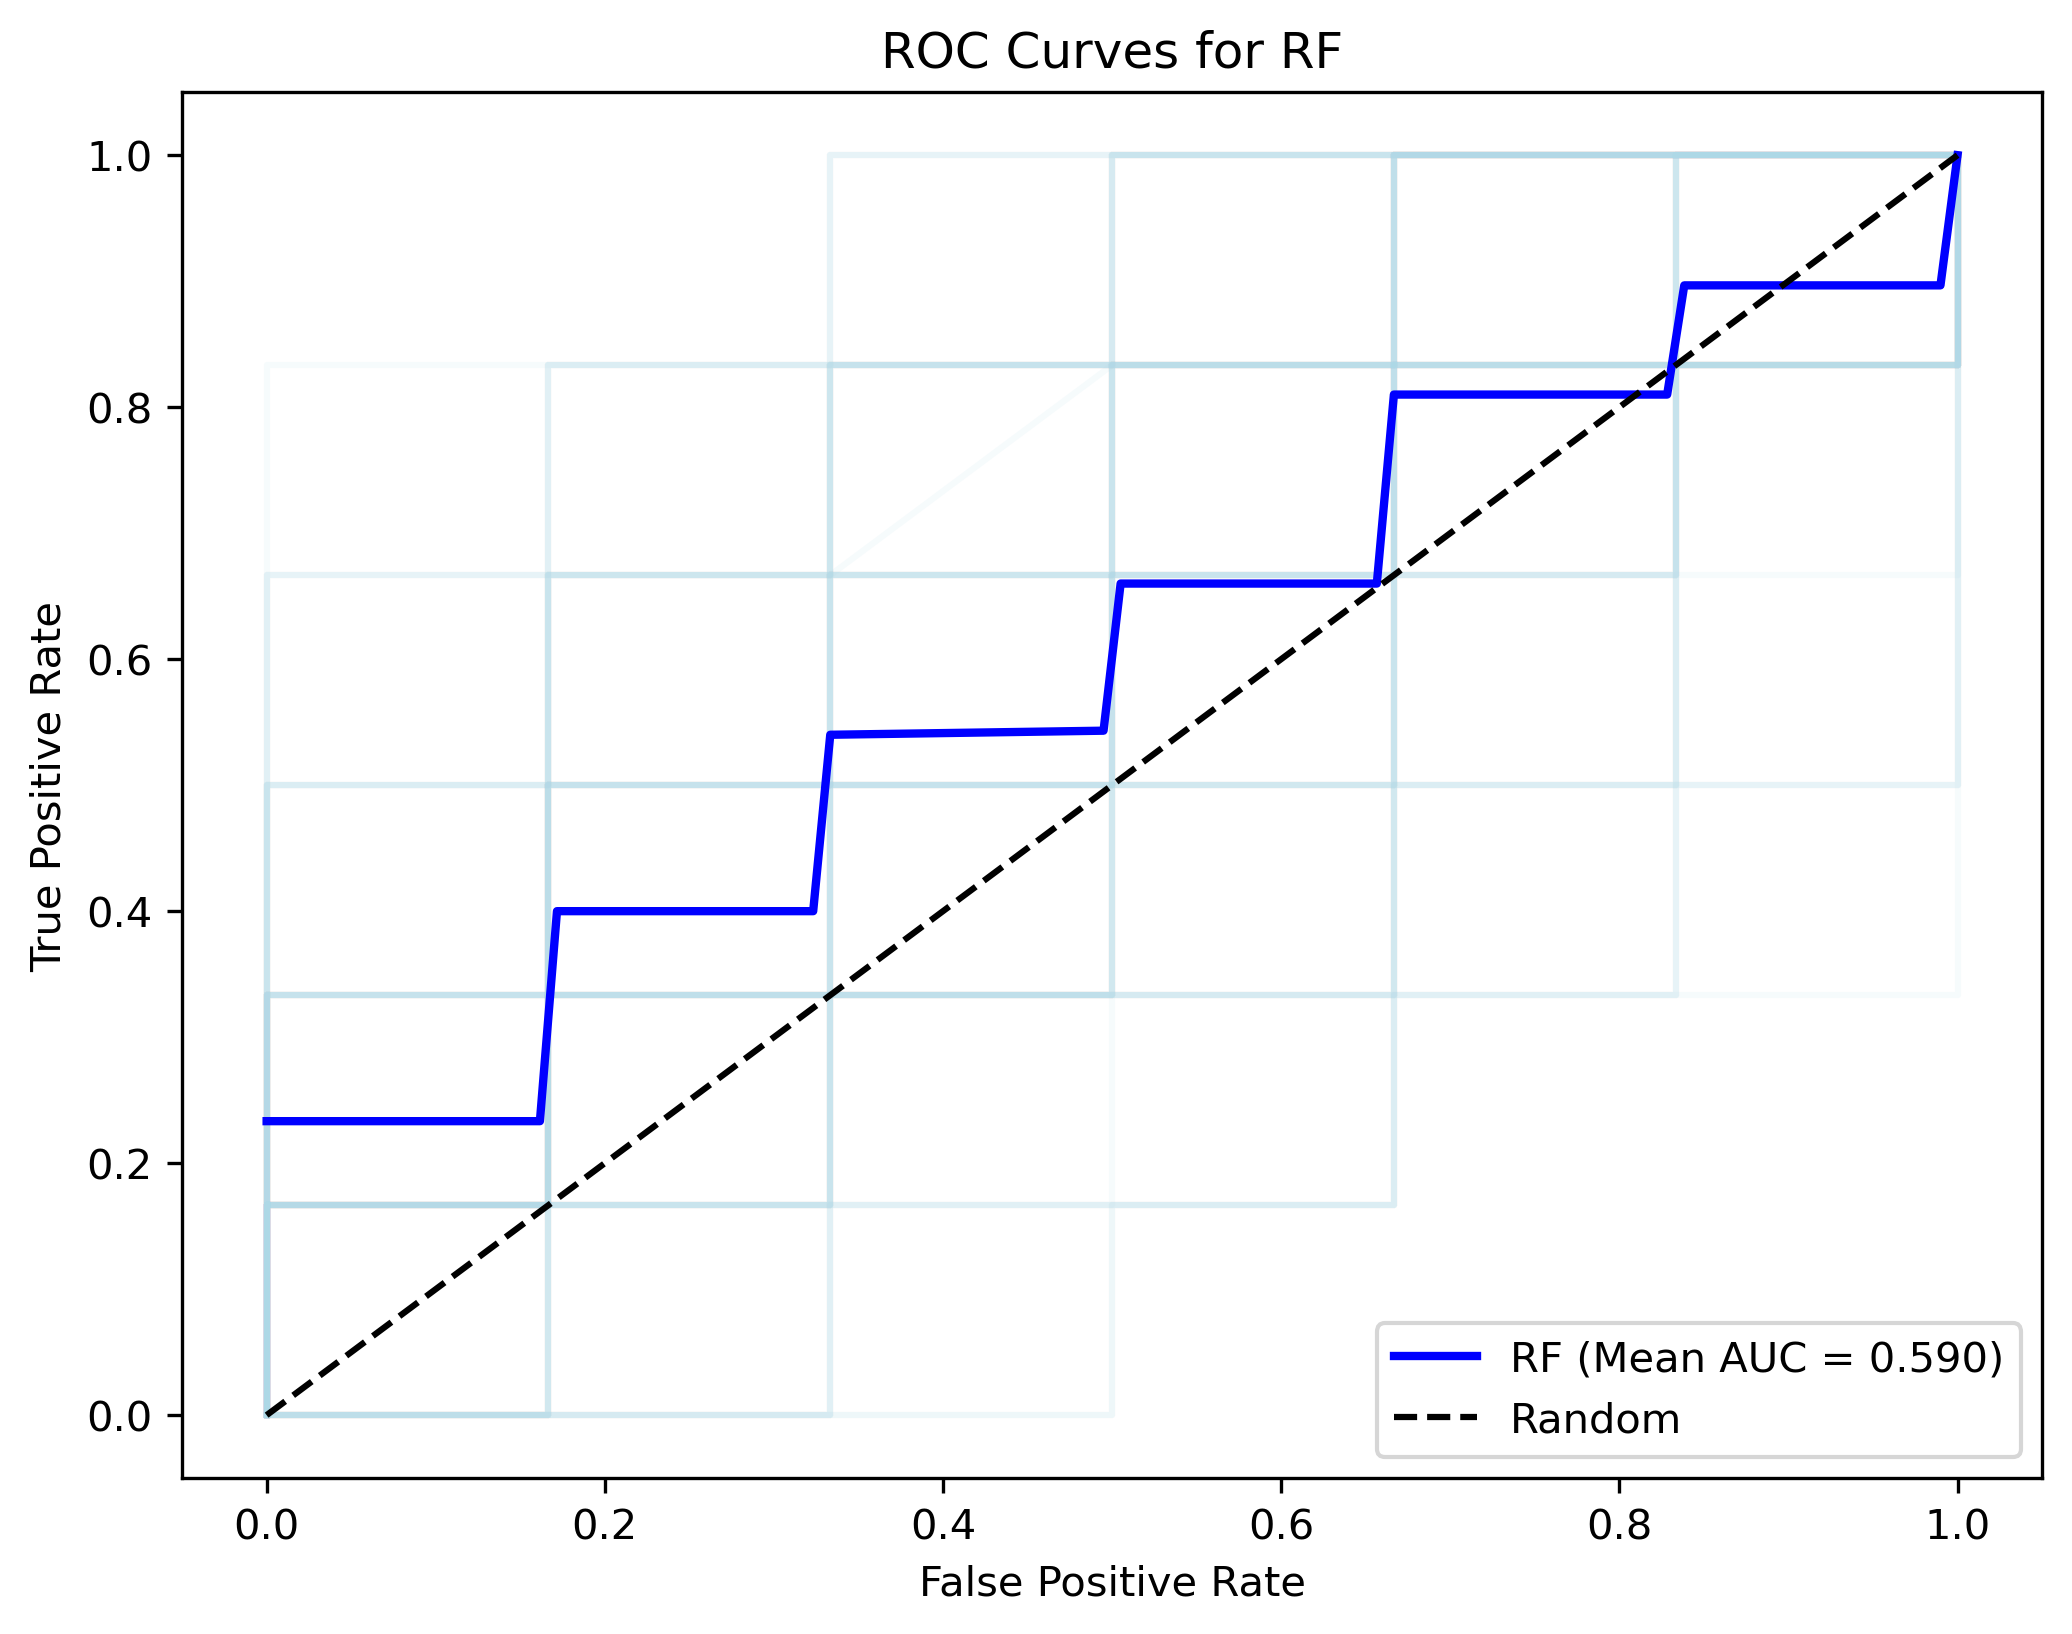 ROC Curves for RF
True Positive Rate
1.0
0.8
0.6
0.4
0.2
0.0
RF (Mean AUC = 0.590)
Random
0.0 0.2 0.4 0.6 0.8 1.0
False Positive Rate